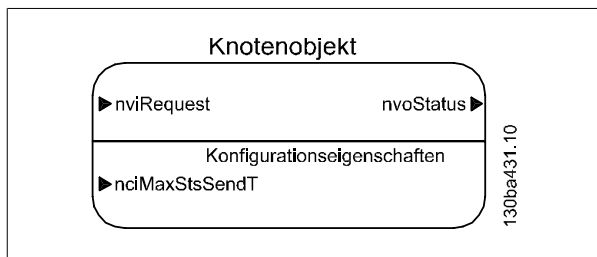 Knotenobjekt
nviRequest
nvoStatus
Konfigurationseigenschaften
nciMaxStsSendT
130ba431.10